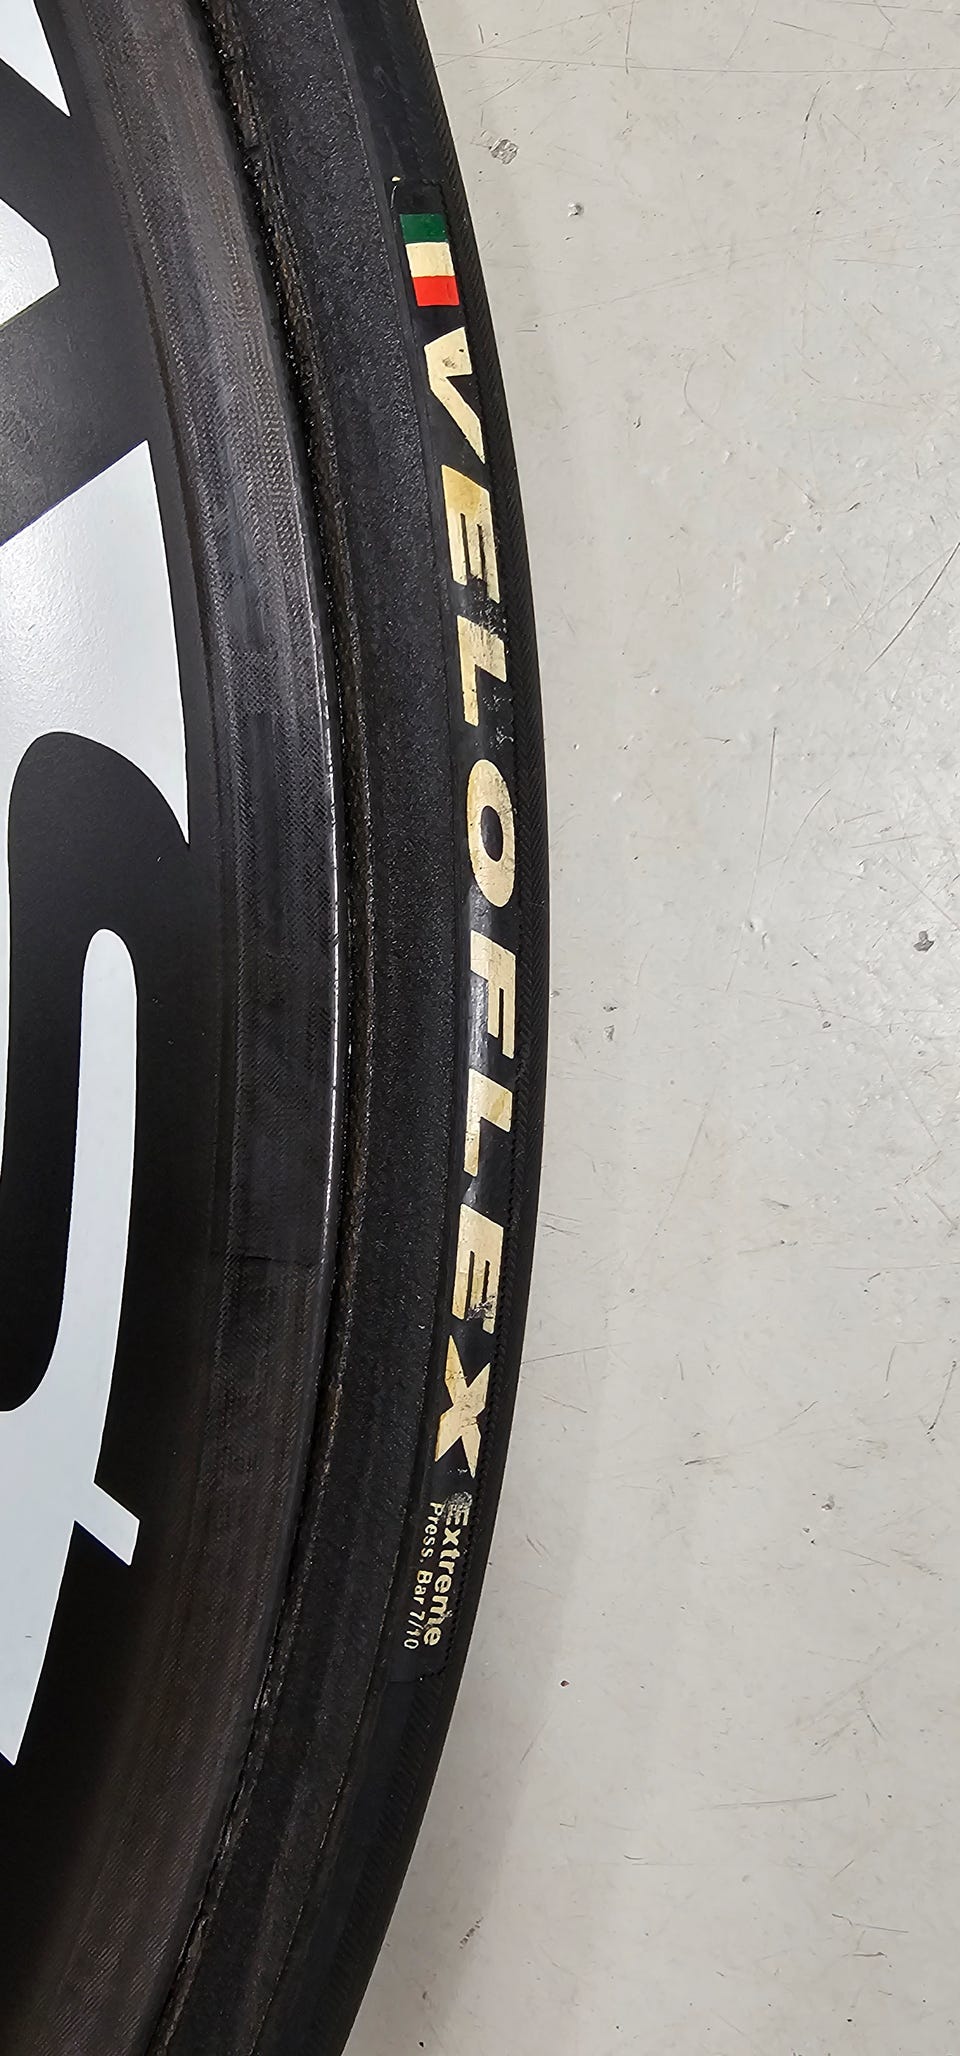 VELOFLEX
Extreme
Press. Bar 7/10